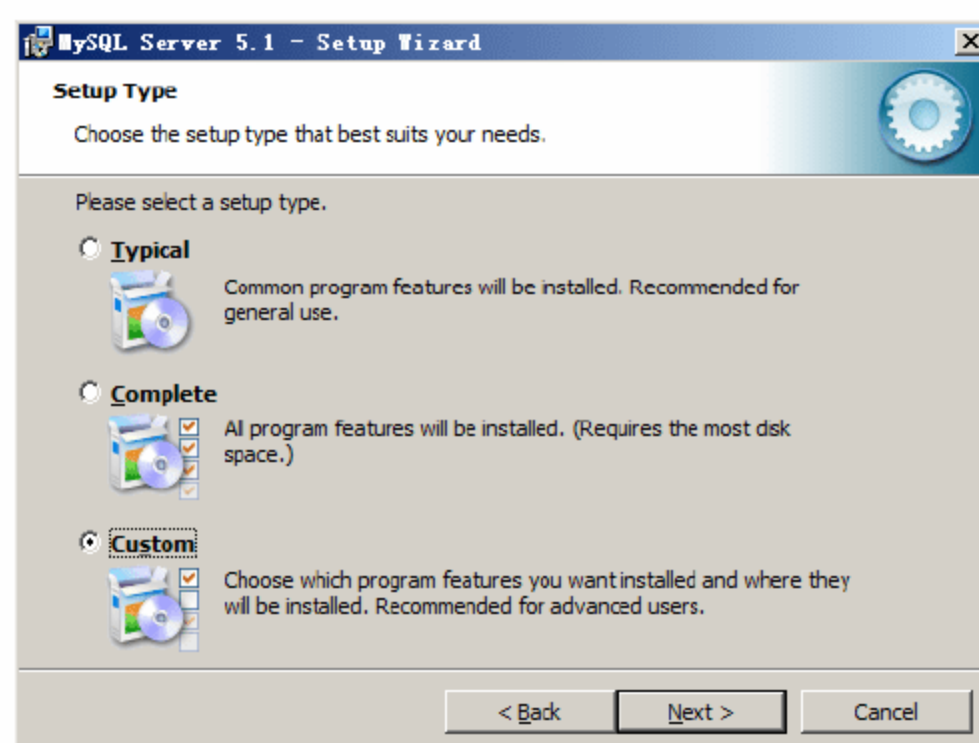 MySQL Server 5.1 - Setup Wizard
Setup Type
Choose the setup type that best suits your needs.
Please select a setup type.
Typical
Common program features will be installed. Recommended for
general use.
Complete
All program features will be installed. (Requires the most disk
space.)
Custom
Choose which program features you want installed and where they
will be installed. Recommended for advanced users.
< Back
Next >
Cancel